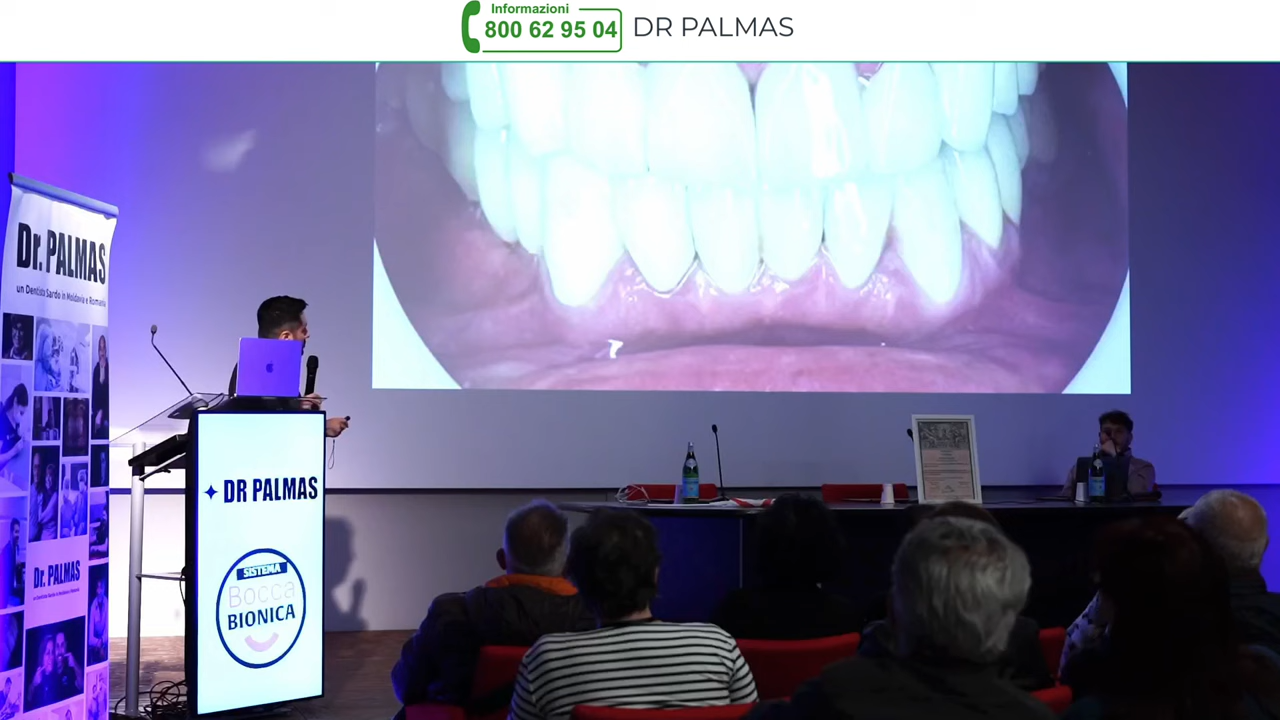 Informazioni
800 62 95 04
DR PALMAS
Dr. PALMAS
un Dentista Sardo in Moldavia e Romania
DR PALMAS
SISTEMA
Bocca
BIONICA
Dr. PALMAS